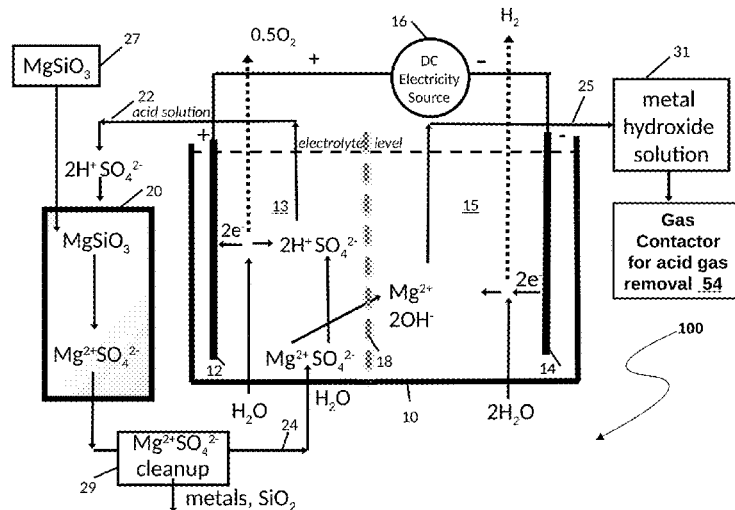 27
MgSiO₃
22
acid solution
2H⁺ SO₄²⁻
20
MgSiO₃
Mg²⁺SO₄²⁻
Mg²⁺SO₄²⁻
cleanup
29
metals, SiO₂
24
0.5O₂
+
16
DC
Electricity
Source
-
H₂
+
electrolyte level
-
13
15
2e⁻
2H⁺ SO₄²⁻
Mg²⁺
2OH⁻
2e⁻
Mg²⁺ SO₄²⁻
12
18
14
H₂O
H₂O
10
2H₂O
25
31
metal
hydroxide
solution
Gas
Contactor
for acid gas
removal 54
100